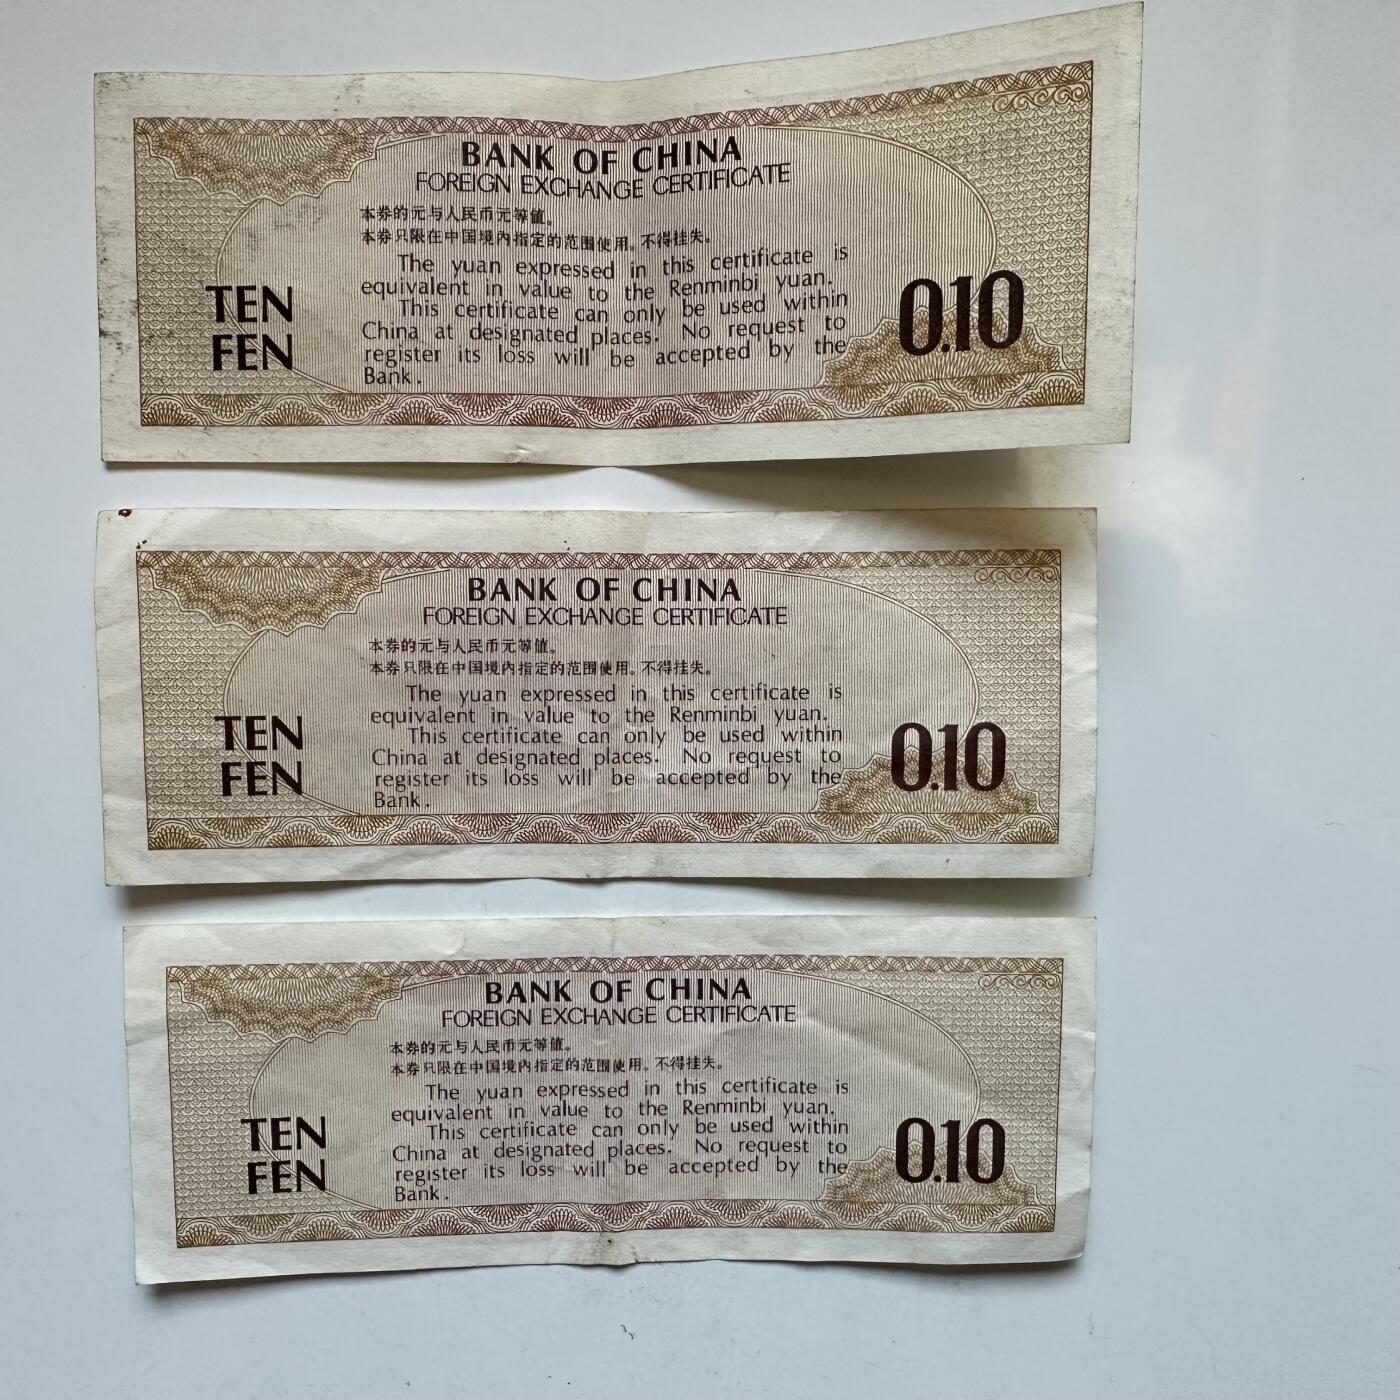 BANK OF CHINA
FOREIGN EXCHANGE CERTIFICATE
本券的元与人民币元等值。
本券只限在中国境内指定的范围使用。不得挂失。
The yuan expressed in this certificate is
equivalent in value to the Renminbi yuan.
This certificate can only be used within
China at designated places. No request to
register its loss will be accepted by the
Bank.
TEN
FEN
0.10
BANK OF CHINA
FOREIGN EXCHANGE CERTIFICATE
本券的元与人民币元等值。
本券只限在中国境内指定的范围使用。不得挂失。
The yuan expressed in this certificate is
equivalent in value to the Renminbi yuan.
This certificate can only be used within
China at designated places. No request to
register its loss will be accepted by the
Bank.
TEN
FEN
0.10
BANK OF CHINA
FOREIGN EXCHANGE CERTIFICATE
本券的元与人民币元等值。
本券只限在中国境内指定的范围使用。不得挂失。
The yuan expressed in this certificate is
equivalent in value to the Renminbi yuan.
This certificate can only be used within
China at designated places. No request to
register its loss will be accepted by the
Bank.
TEN
FEN
0.10